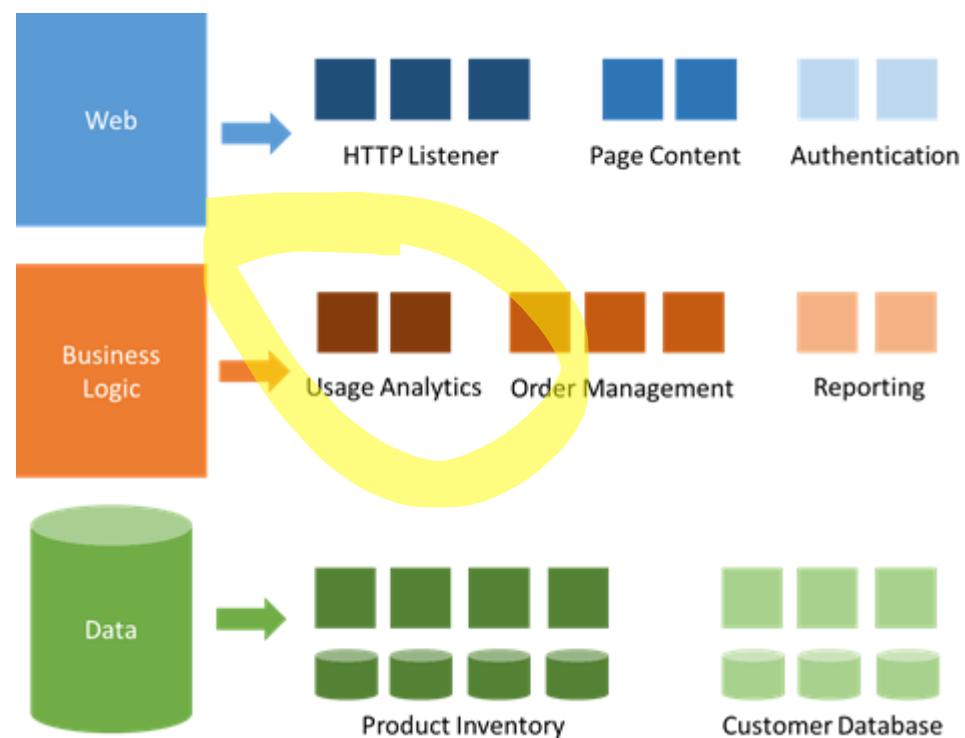 Web
HTTP Listener
Page Content
Authentication
Business
Logic
Usage Analytics
Order Management
Reporting
Data
Product Inventory
Customer Database